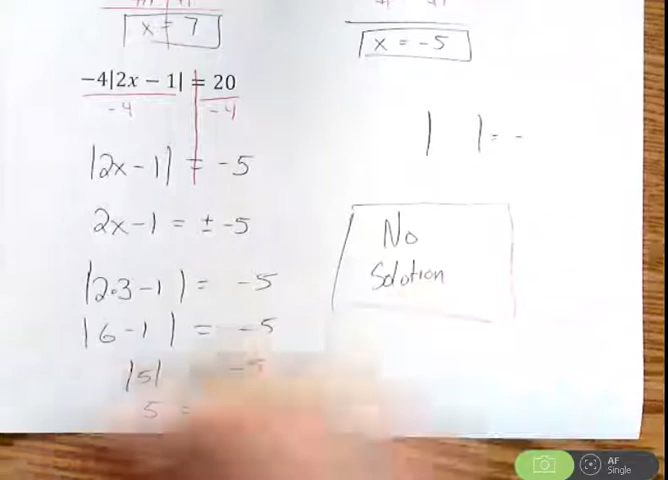 x = 7
x = -5
−4|2x − 1| = 20
-4 -4
|2x-1| = -5
| |= -
2x-1 = ± -5
No
Solution
|2·3-1| = -5
|6-1| = -5
|5| -5
5 =
AF
Single